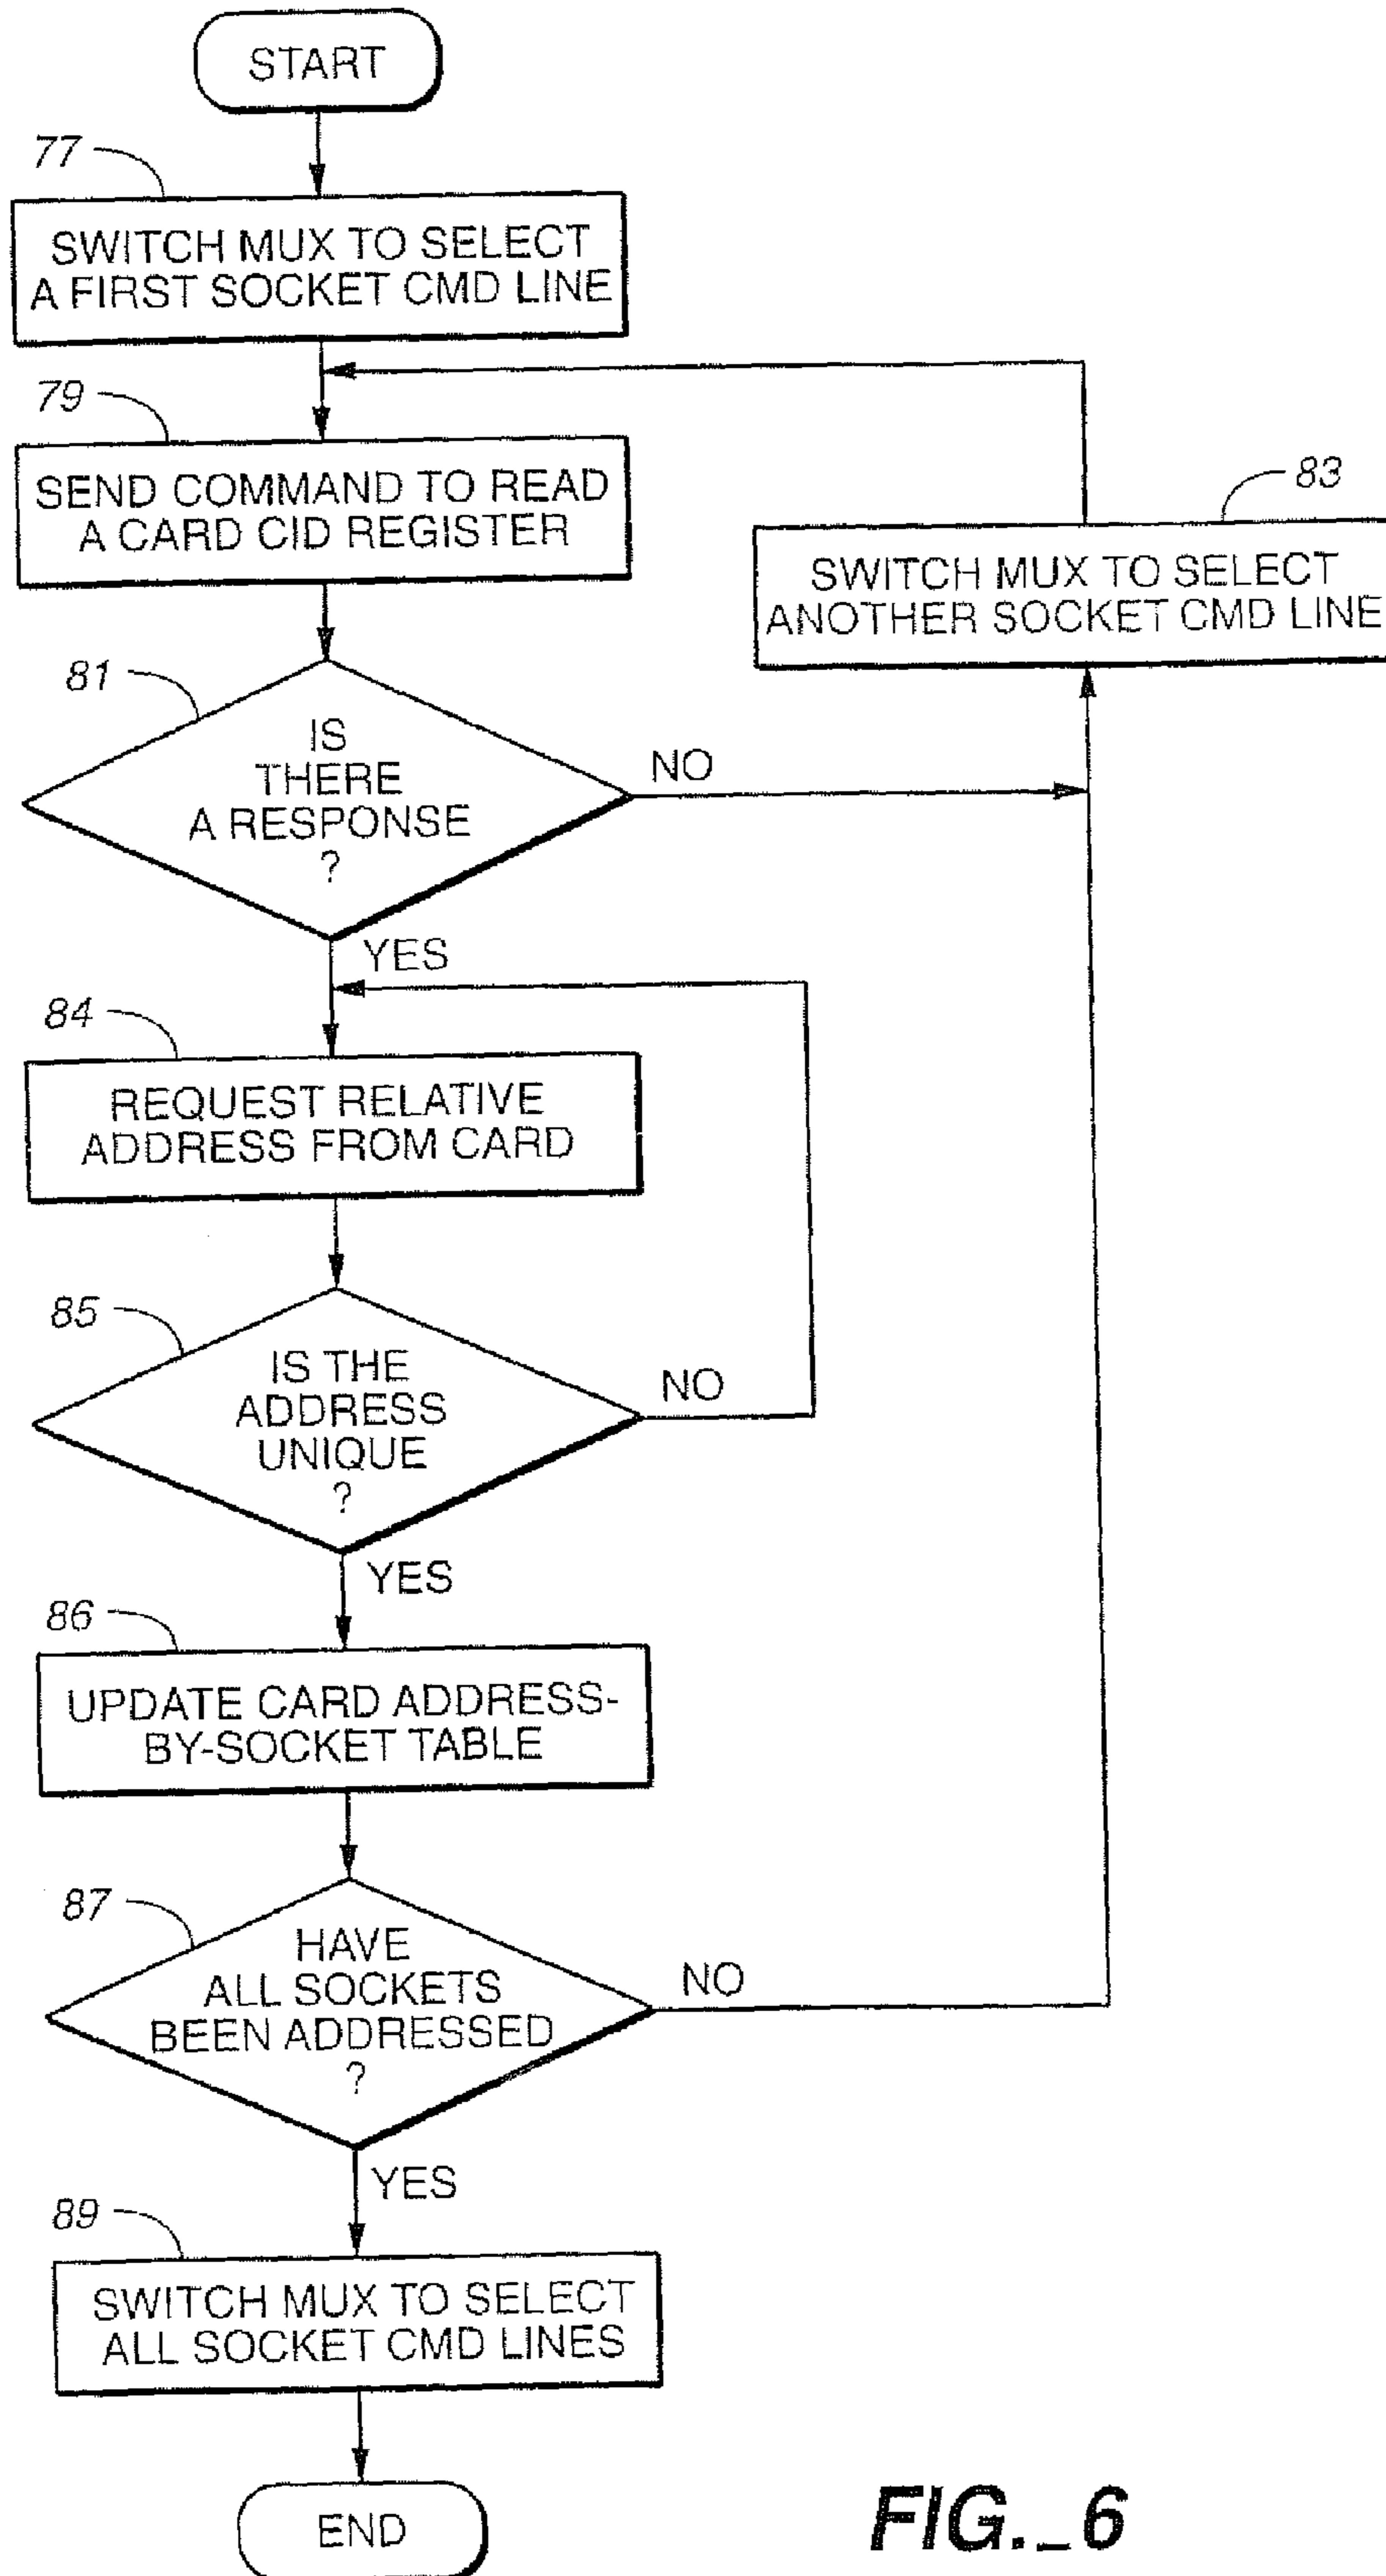 START
77
SWITCH MUX TO SELECT
A FIRST SOCKET CMD LINE
79
SEND COMMAND TO READ
A CARD CID REGISTER
83
SWITCH MUX TO SELECT
ANOTHER SOCKET CMD LINE
81
IS
THERE
A RESPONSE
?
NO
YES
84
REQUEST RELATIVE
ADDRESS FROM CARD
85
IS THE
ADDRESS
UNIQUE
?
NO
YES
86
UPDATE CARD ADDRESS-
BY-SOCKET TABLE
87
HAVE
ALL SOCKETS
BEEN ADDRESSED
?
NO
YES
89
SWITCH MUX TO SELECT
ALL SOCKET CMD LINES
END
FIG._6